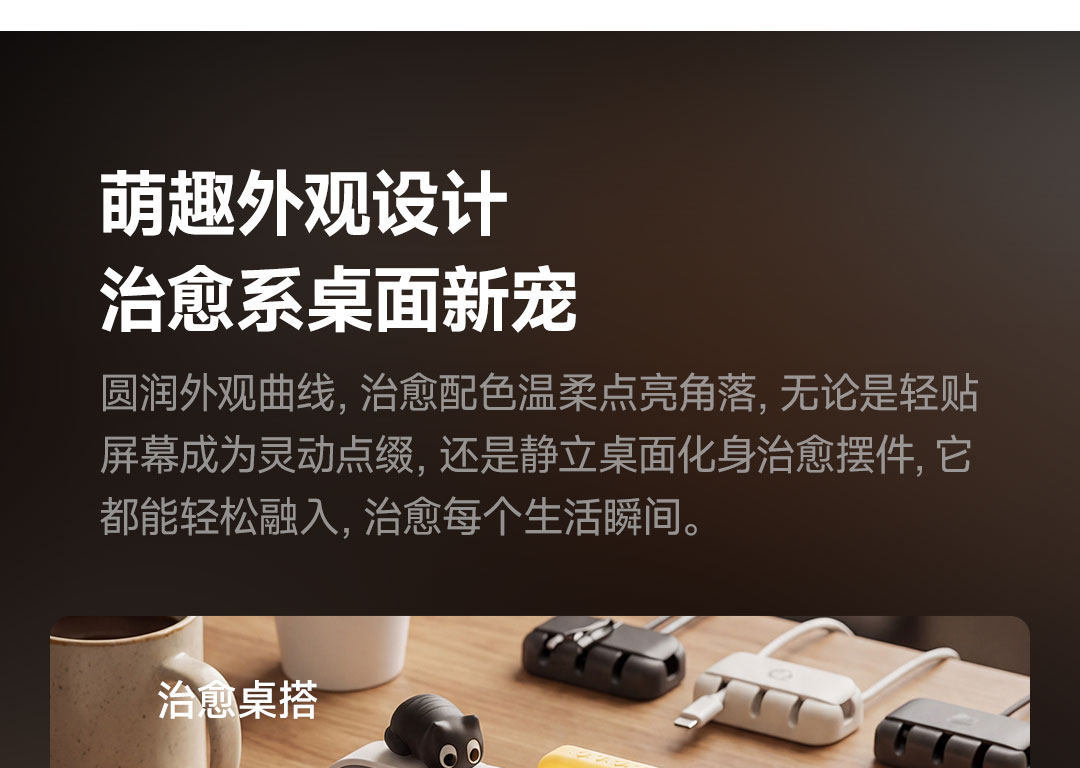 萌趣外观设计
治愈系桌面新宠
圆润外观曲线, 治愈配色温柔点亮角落, 无论是轻贴
屏幕成为灵动点缀, 还是静立桌面化身治愈摆件, 它
都能轻松融入, 治愈每个生活瞬间。
治愈桌搭